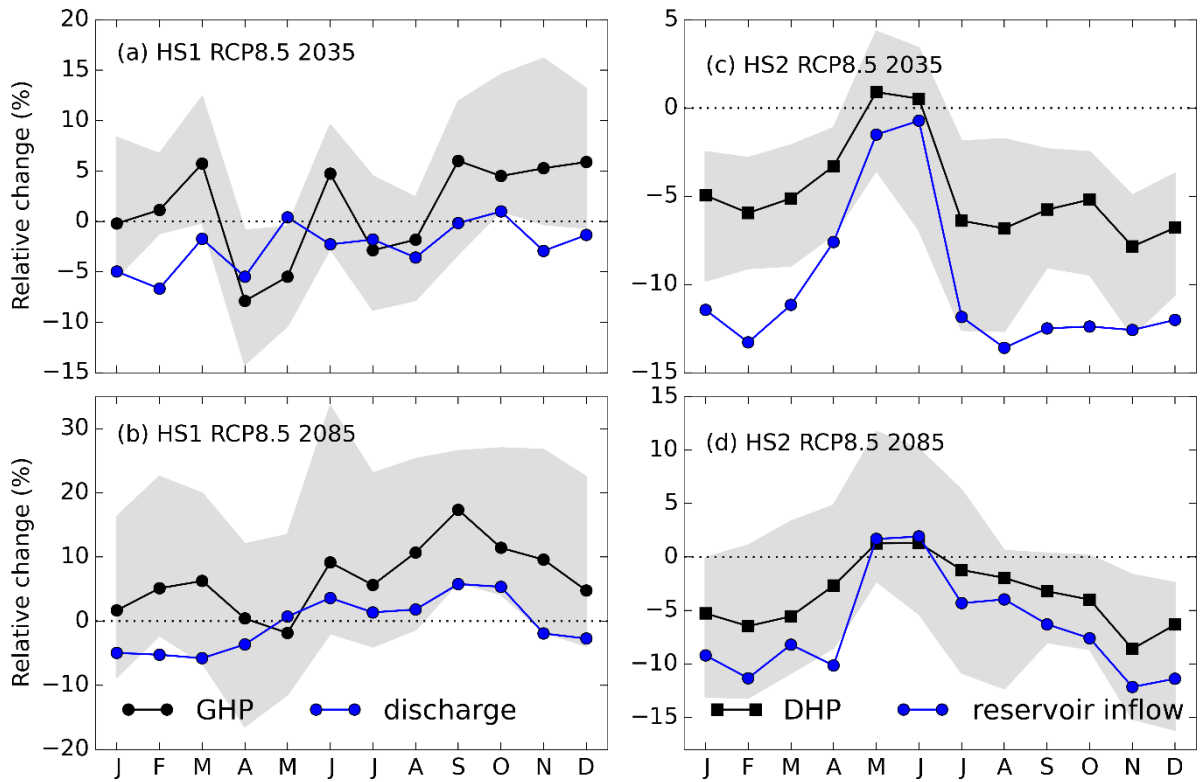 (a) HS1 RCP8.5 2035
Relative change (%)
20
15
10
5
0
−5
−10
−15
(c) HS2 RCP8.5 2035
5
0
−5
−10
−15
(b) HS1 RCP8.5 2085
Relative change (%)
30
20
10
0
−10
−20
GHP
discharge
J F M A M J J A S O N D
(d) HS2 RCP8.5 2085
15
10
5
0
−5
−10
−15
DHP
reservoir inflow
J F M A M J J A S O N D